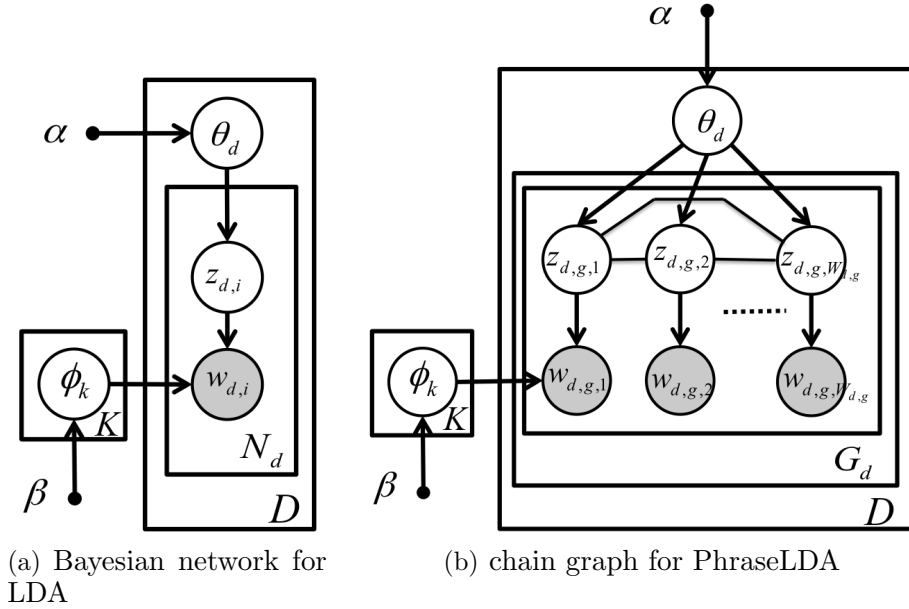 α
θ_d
z_{d,i}
ϕ_k
w_{d,i}
K
N_d
β
D
(a) Bayesian network for
LDA
α
θ_d
z_{d,g,1}
z_{d,g,2}
z_{d,g,W_{d,g}}
ϕ_k
w_{d,g,1}
w_{d,g,2}
w_{d,g,W_{d,g}}
K
G_d
β
D
(b) chain graph for PhraseLDA